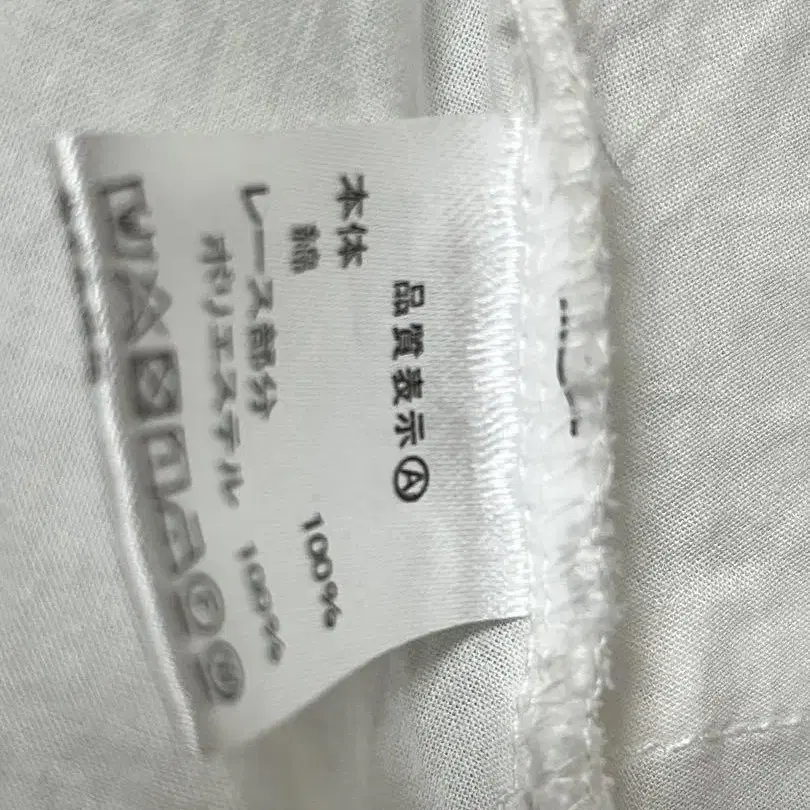 品質表示Ⓐ
本体
綿 100%
レース部分
ポリエステル 100%